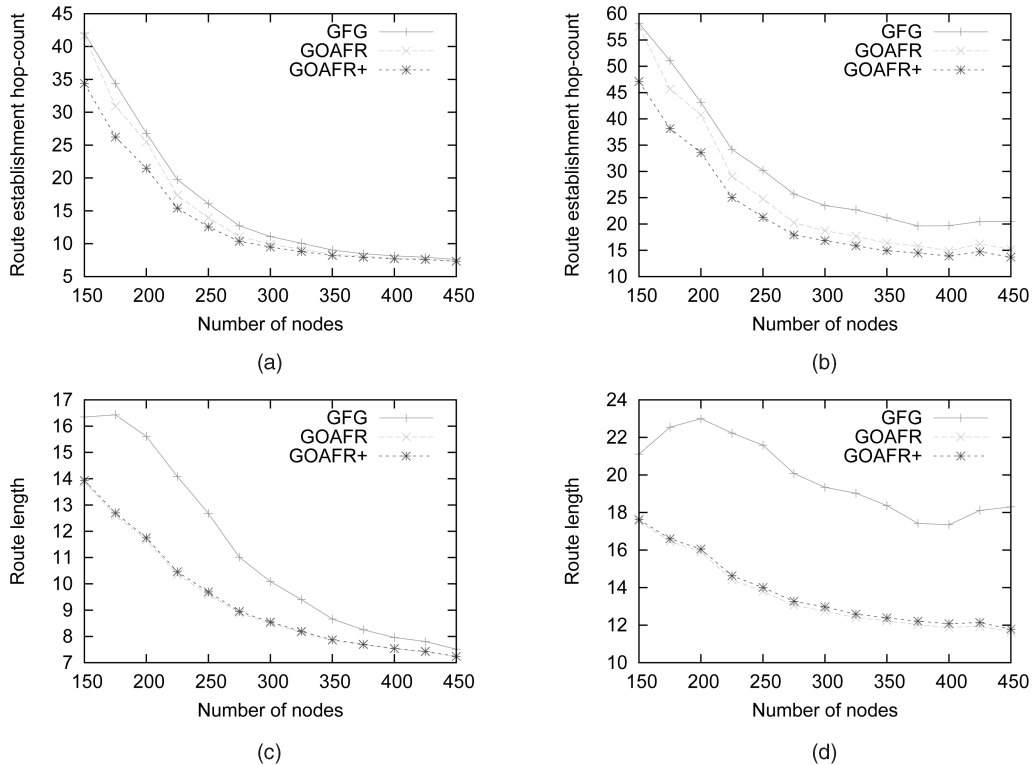 Route establishment hop-count
45
40
35
30
25
20
15
10
5
GFG
GOAFR
GOAFR+
150 200 250 300 350 400 450
Number of nodes
(a)
Route establishment hop-count
60
55
50
45
40
35
30
25
20
15
10
GFG
GOAFR
GOAFR+
150 200 250 300 350 400 450
Number of nodes
(b)
Route length
17
16
15
14
13
12
11
10
9
8
7
GFG
GOAFR
GOAFR+
150 200 250 300 350 400 450
Number of nodes
(c)
Route length
24
22
20
18
16
14
12
10
GFG
GOAFR
GOAFR+
150 200 250 300 350 400 450
Number of nodes
(d)